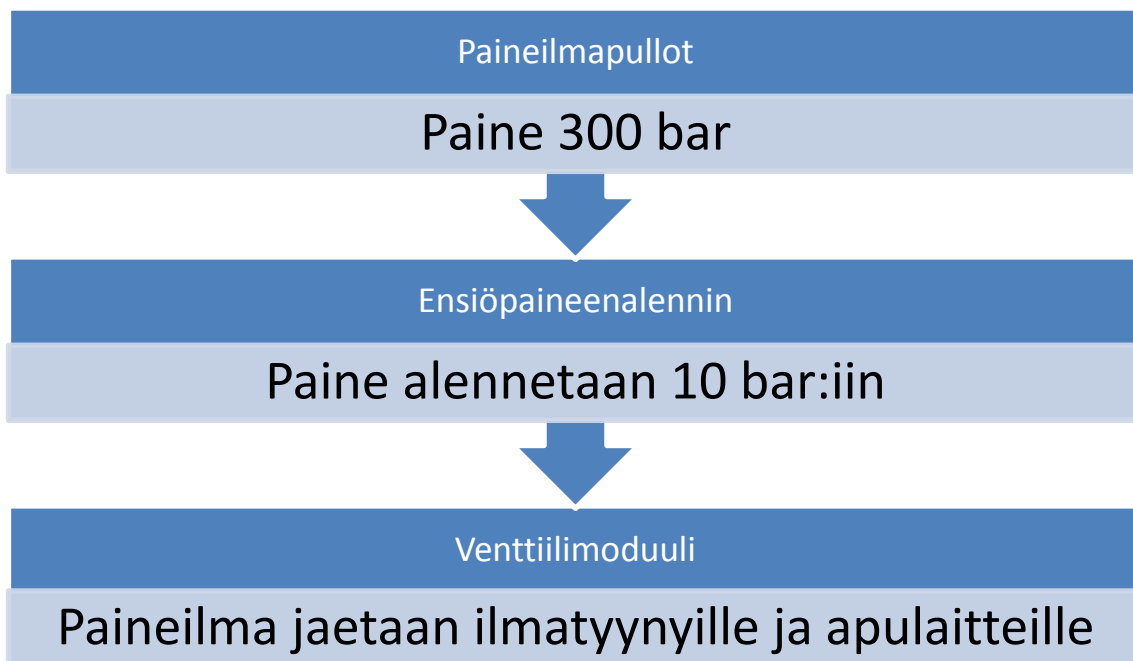 Paineilmapullot
Paine 300 bar
Ensiöpaineenalennin
Paine alennetaan 10 bar:iin
Venttiilimoduuli
Paineilma jaetaan ilmatyynyille ja apulaitteille